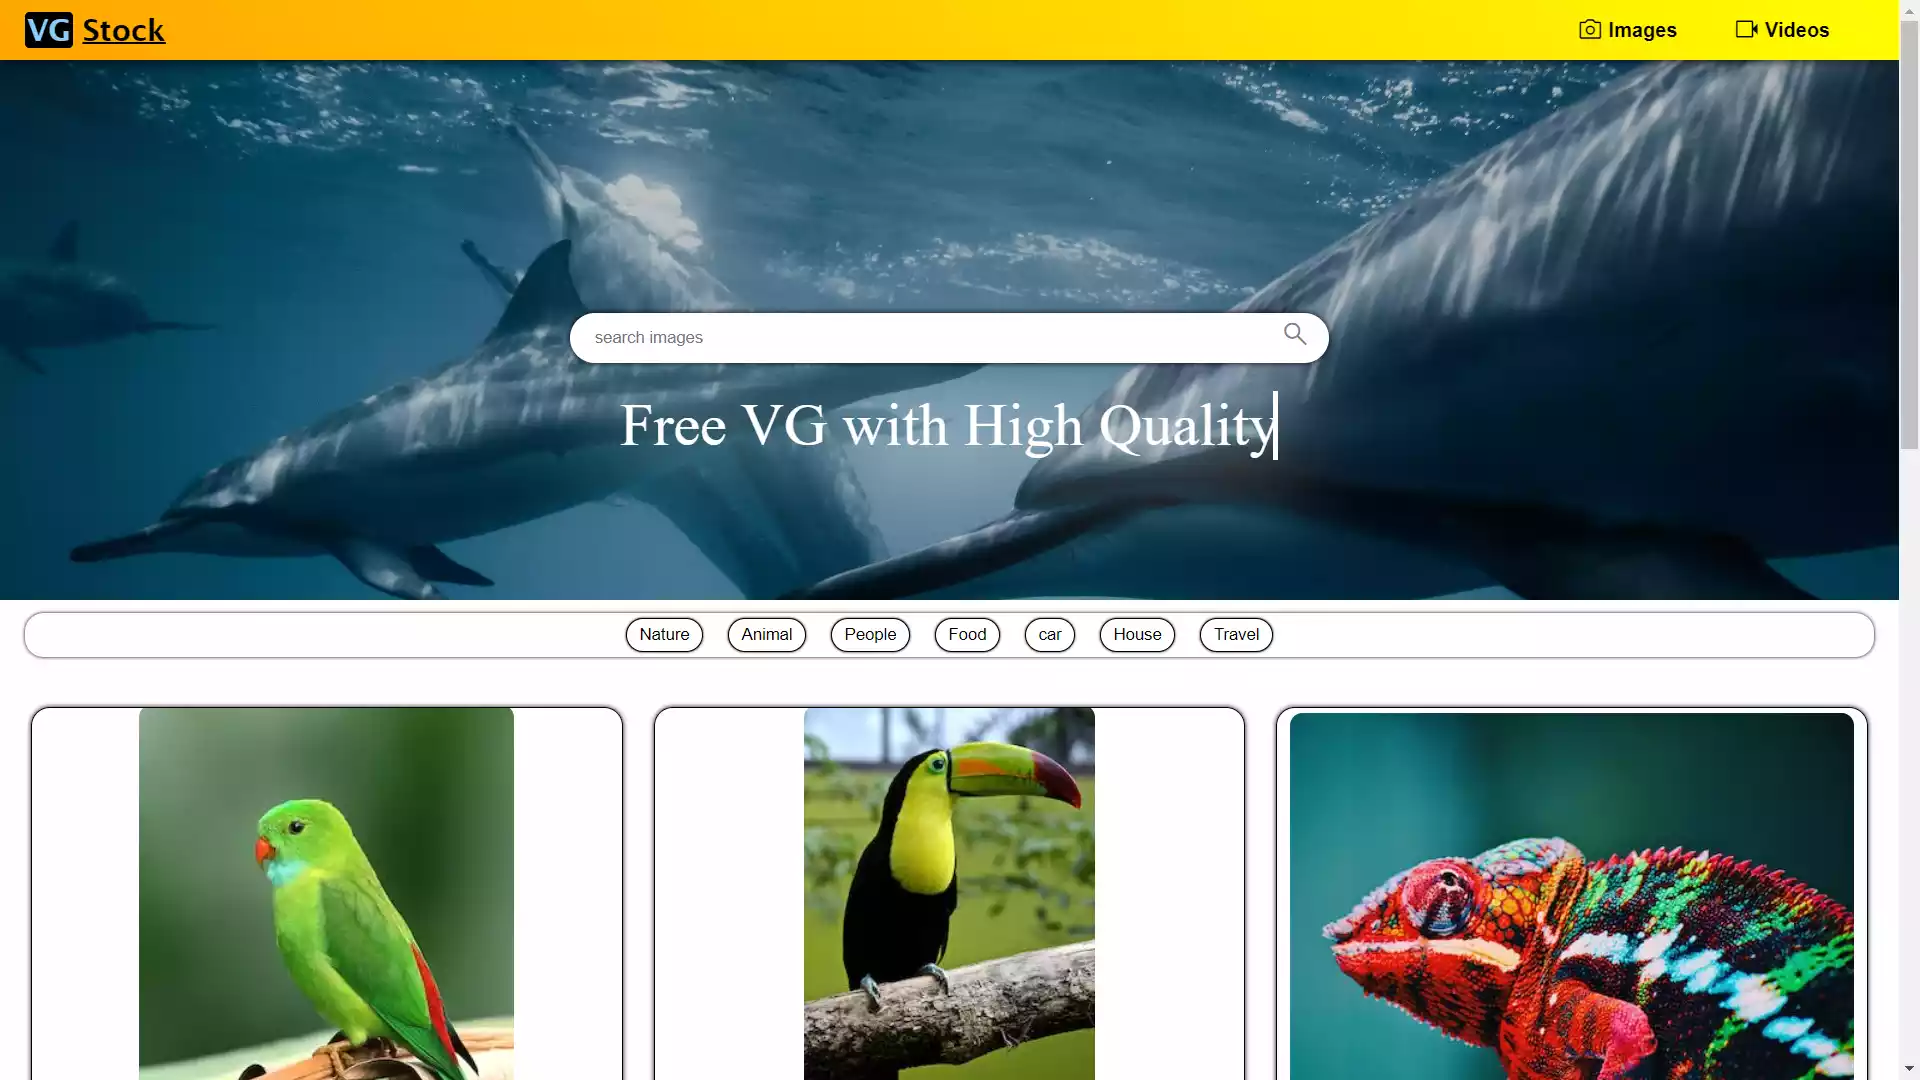 VG Stock
Images
Videos
search images
Free VG with High Quality
Nature
Animal
People
Food
car
House
Travel